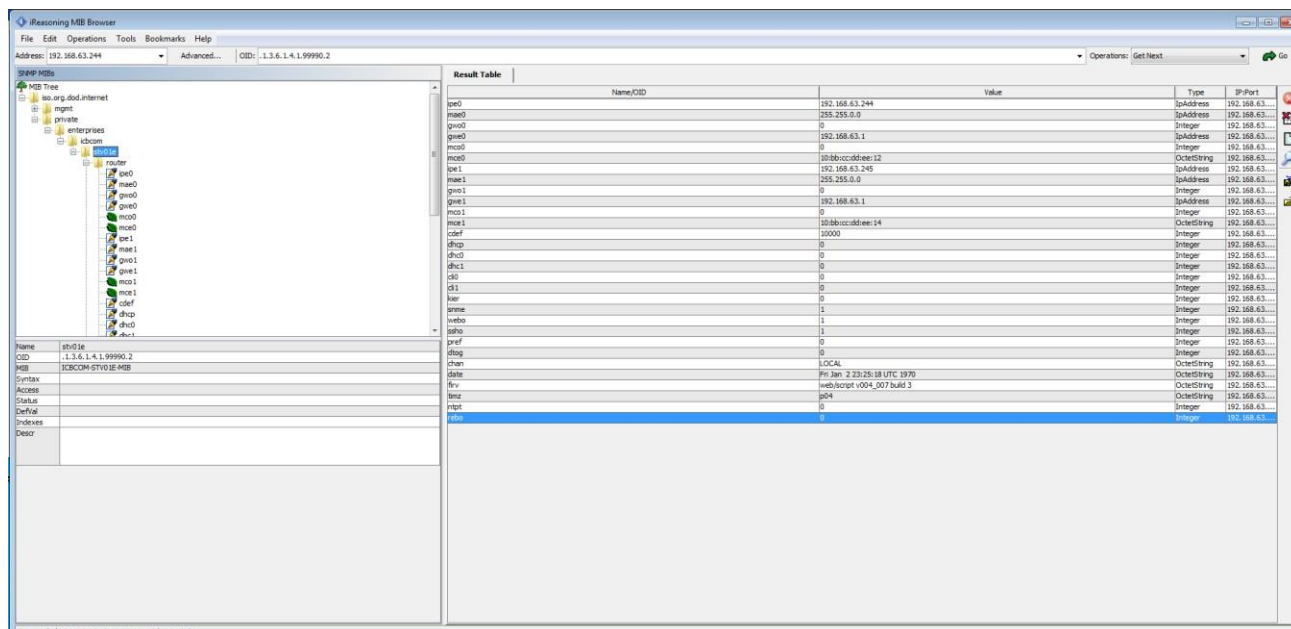 iReasoning MIB Browser
File Edit Operations Tools Bookmarks Help
Address: 192.168.63.244 Advanced... OID: .1.3.6.1.4.1.99990.2 Operations: Get Next Go
SNMP MIBs
MIB Tree
iso.org.dod.internet
mgmt
private
enterprises
icbcom
stv01e
router
ipe0
mae0
gwo0
gwe0
mco0
mce0
ipe1
mae1
gwo1
gwe1
mco1
mce1
cdef
dhcp
dhc0
dhc1
Name stv01e
OID .1.3.6.1.4.1.99990.2
MIB ICBCOM-STV01E-MIB
Syntax
Access
Status
DefVal
Indexes
Descr
Result Table
Name/OID Value Type IP:Port
ipe0 192.168.63.244 IpAddress 192.168.63....
mae0 255.255.0.0 IpAddress 192.168.63....
gwo0 0 Integer 192.168.63....
gwe0 192.168.63.1 IpAddress 192.168.63....
mco0 0 Integer 192.168.63....
mce0 10:bb:cc:dd:ee:12 OctetString 192.168.63....
ipe1 192.168.63.245 IpAddress 192.168.63....
mae1 255.255.0.0 IpAddress 192.168.63....
gwo1 0 Integer 192.168.63....
gwe1 192.168.63.1 IpAddress 192.168.63....
mco1 0 Integer 192.168.63....
mce1 10:bb:cc:dd:ee:14 OctetString 192.168.63....
cdef 10000 Integer 192.168.63....
dhcp 0 Integer 192.168.63....
dhc0 0 Integer 192.168.63....
dhc1 0 Integer 192.168.63....
cli0 0 Integer 192.168.63....
cli1 0 Integer 192.168.63....
kier 0 Integer 192.168.63....
snme 1 Integer 192.168.63....
webo 1 Integer 192.168.63....
ssho 1 Integer 192.168.63....
pref 0 Integer 192.168.63....
dtog 0 Integer 192.168.63....
chan LOCAL OctetString 192.168.63....
date Fri Jan 2 23:25:18 UTC 1970 OctetString 192.168.63....
firv web/script v004_007 build 3 OctetString 192.168.63....
timz p04 OctetString 192.168.63....
ntpt 0 Integer 192.168.63....
rebo 0 Integer 192.168.63....